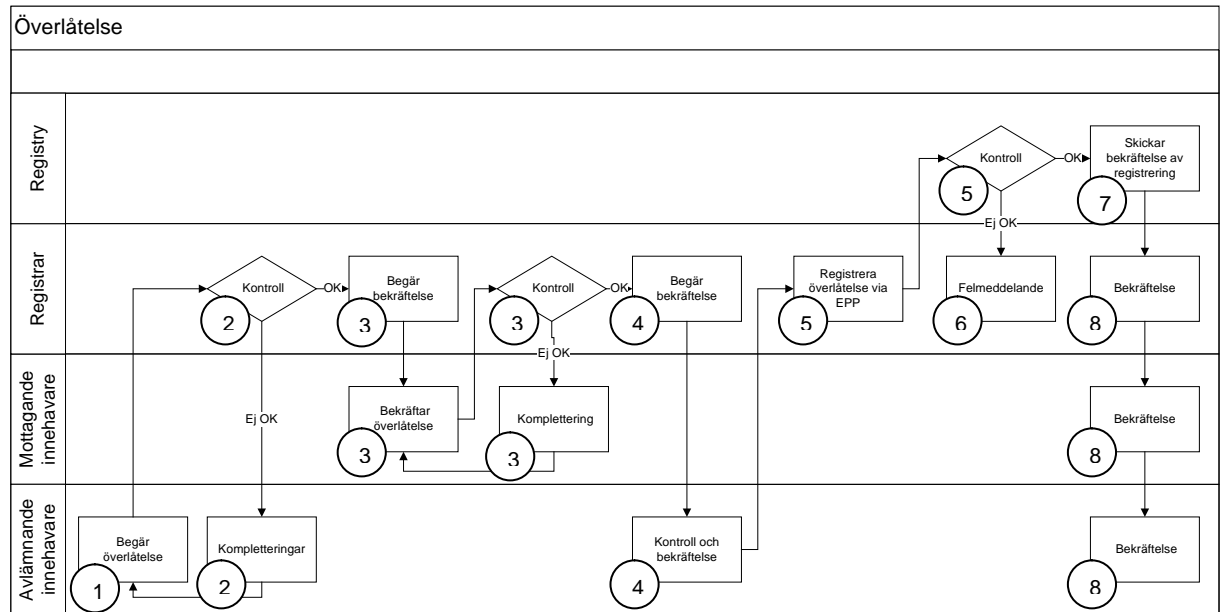 Överlåtelse
Registry
Kontroll
5
OK
Ej OK
Skickar
bekräftelse av
registrering
7
Registrar
Kontroll
2
OK
Ej OK
Begär
bekräftelse
3
Kontroll
3
OK
Ej OK
Begär
bekräftelse
4
Registrera
överlåtelse via
EPP
5
Felmeddelande
6
Bekräftelse
8
Mottagande
innehavare
Bekräftar
överlåtelse
3
Komplettering
3
Bekräftelse
8
Avlämnande
innehavare
Begär
överlåtelse
1
Kompletteringar
2
Kontroll och
bekräftelse
4
Bekräftelse
8